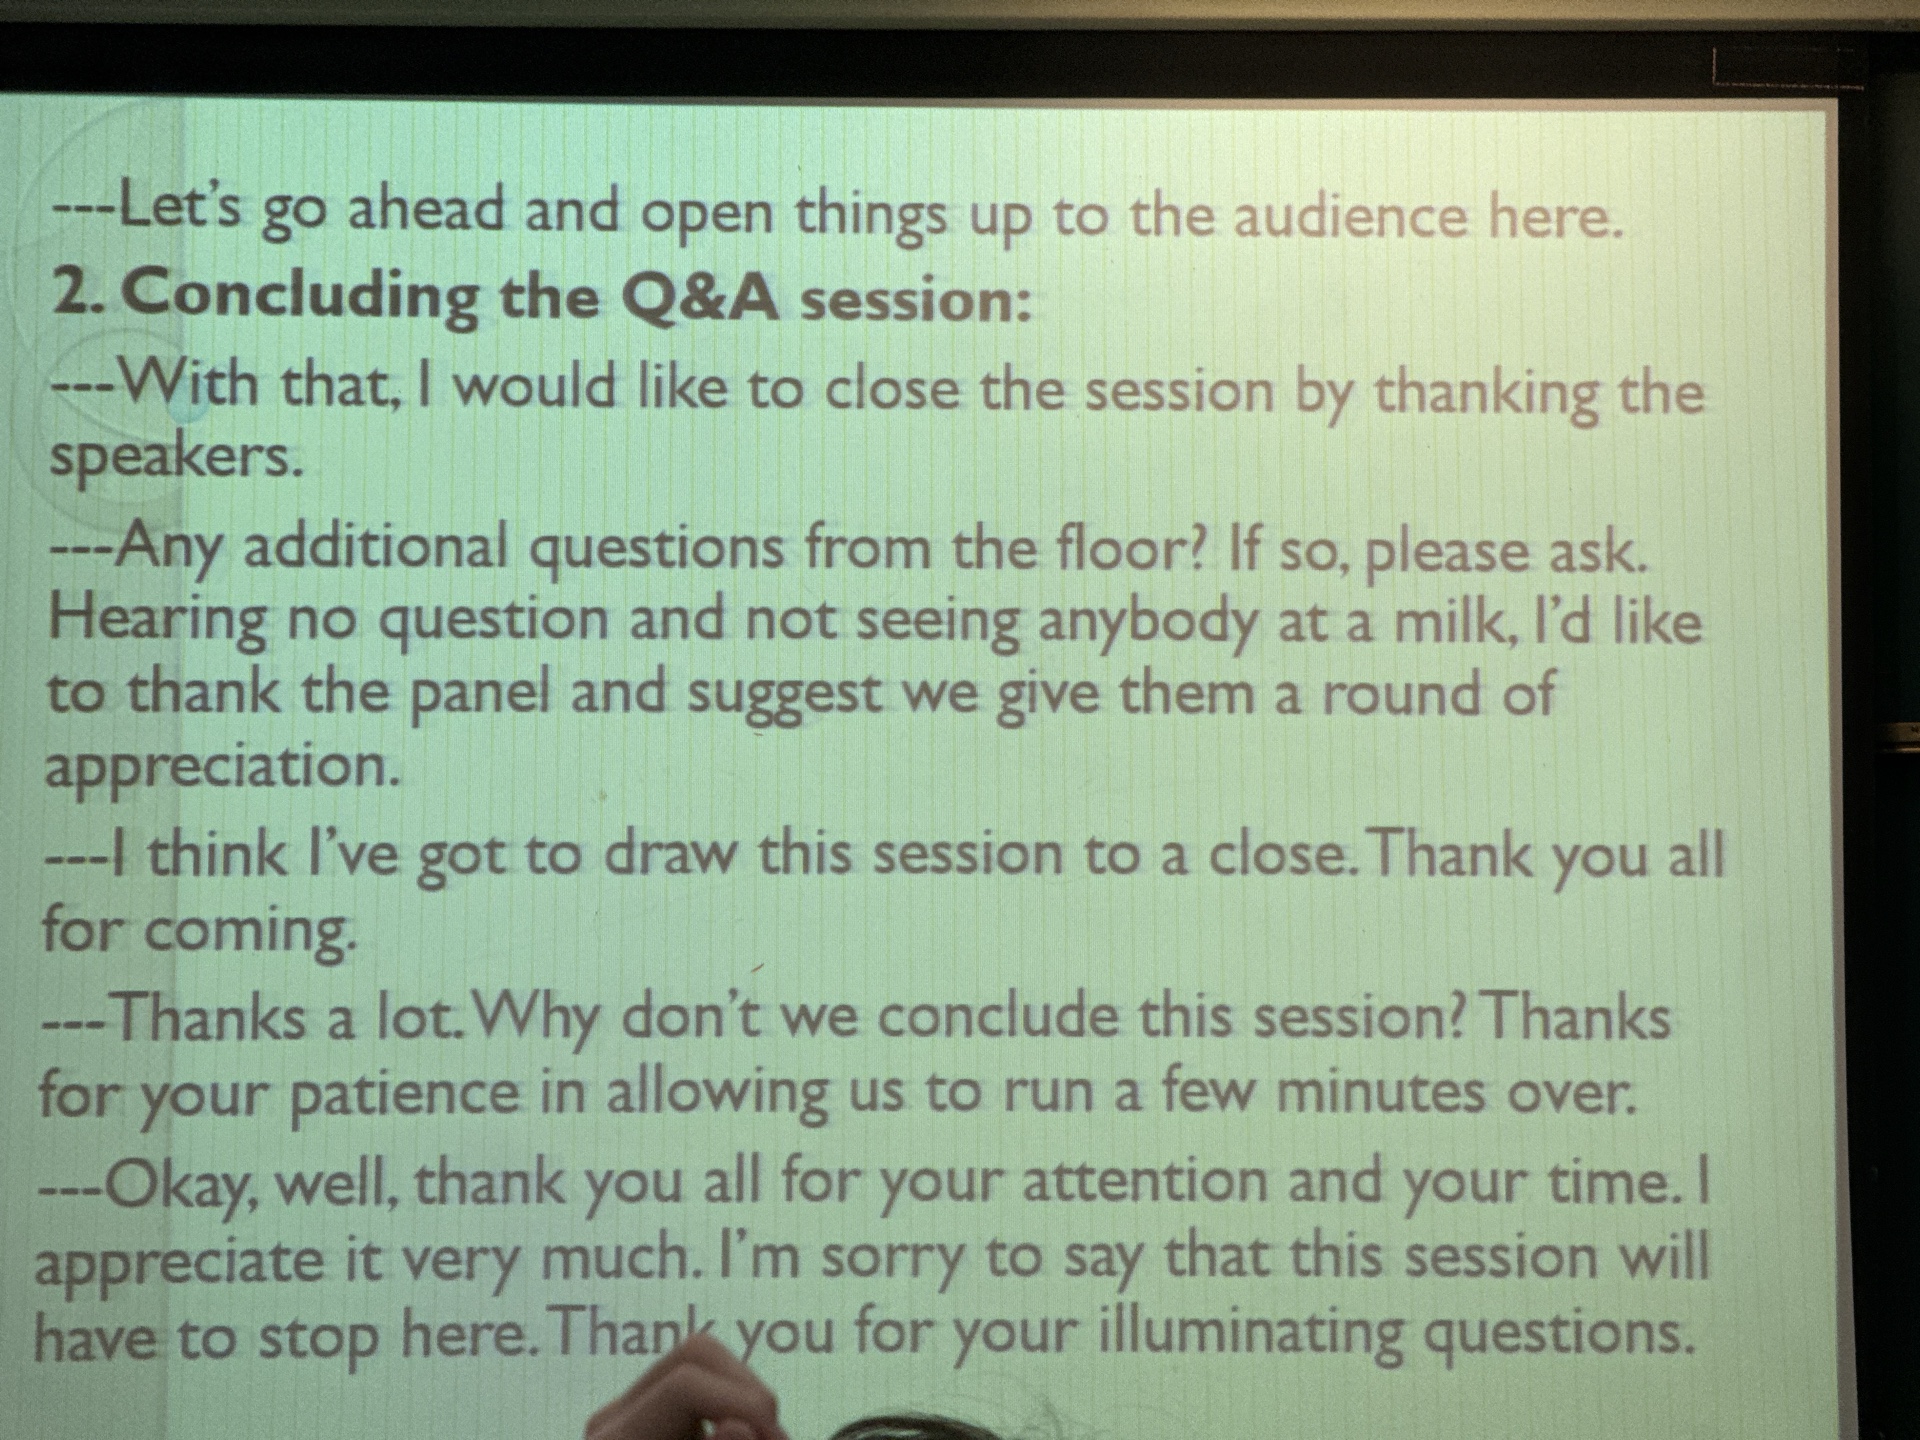 ---Let's go ahead and open things up to the audience here.
2. Concluding the Q&A session:
---With that, I would like to close the session by thanking the
speakers.
---Any additional questions from the floor? If so, please ask.
Hearing no question and not seeing anybody at a milk, I'd like
to thank the panel and suggest we give them a round of
appreciation.
---I think I've got to draw this session to a close. Thank you all
for coming.
---Thanks a lot. Why don't we conclude this session? Thanks
for your patience in allowing us to run a few minutes over.
---Okay, well, thank you all for your attention and your time. I
appreciate it very much. I'm sorry to say that this session will
have to stop here. Thank you for your illuminating questions.